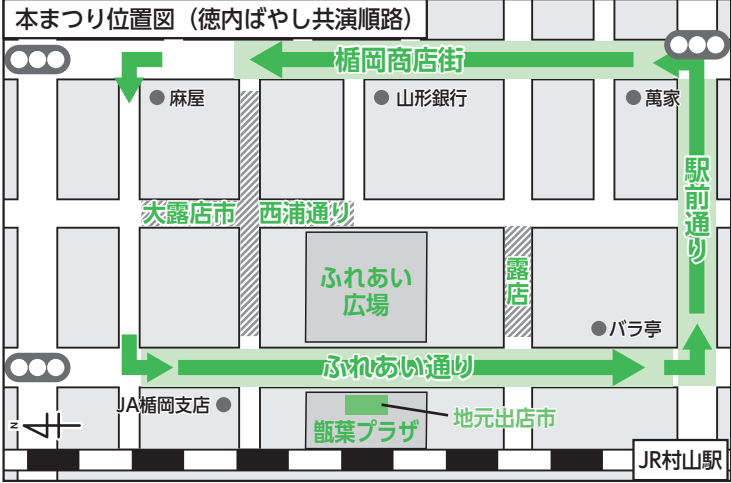 本まつり位置図（徳内ばやし共演順路）
楯岡商店街
麻屋
山形銀行
萬家
駅前通り
大露店市
西浦通り
ふれあい
広場
露店
バラ亭
ふれあい通り
JA楯岡支店
地元出店市
甑葉プラザ
N
JR村山駅